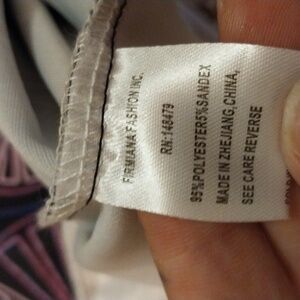 FIRMIANA FASHION INC.
RN:148479
95%POLYESTER5%SANDEX
MADE IN ZHEJIANG,CHINA,
SEE CARE REVERSE